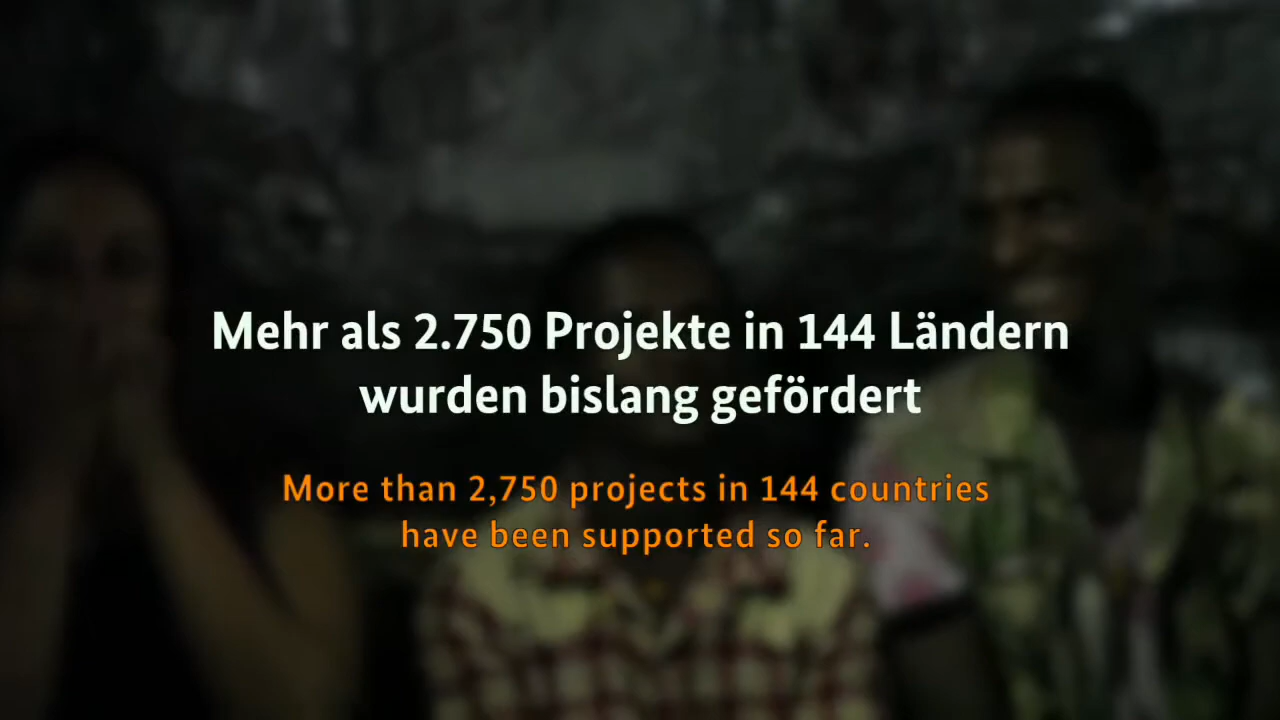 Mehr als 2.750 Projekte in 144 Ländern
wurden bislang gefördert
More than 2,750 projects in 144 countries
have been supported so far.